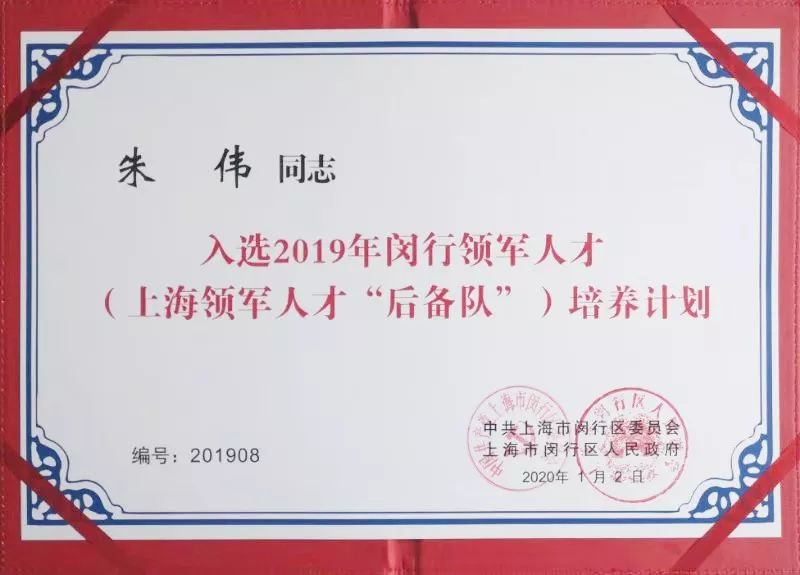 朱 伟 同志
入选2019年闵行领军人才
（上海领军人才“后备队”）培养计划
中共上海市闵行区委员会
上海市闵行区人民政府
编号：201908
2020年1月2日